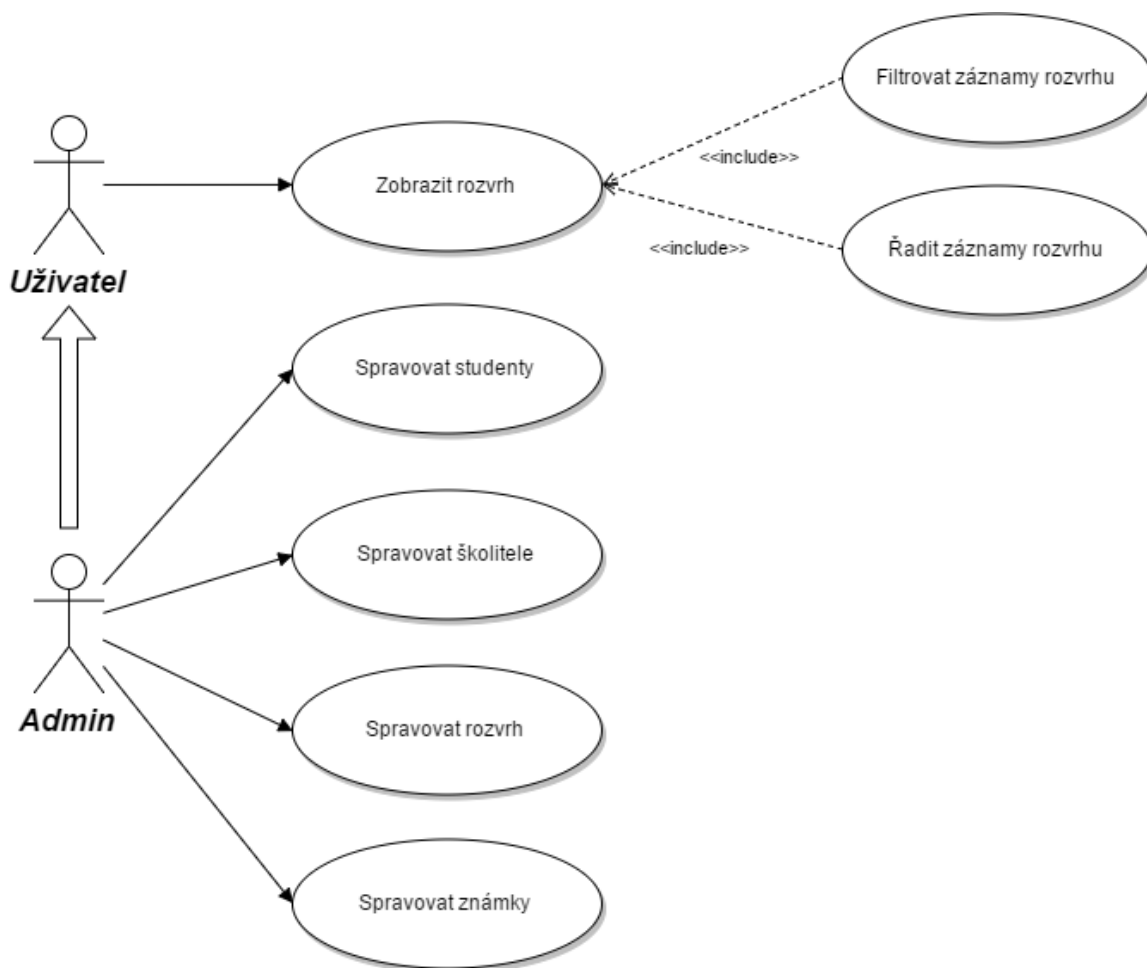 Filtrovat záznamy rozvrhu
<<include>>
Zobrazit rozvrh
<<include>>
Řadit záznamy rozvrhu
Uživatel
Spravovat studenty
Spravovat školitele
Admin
Spravovat rozvrh
Spravovat známky